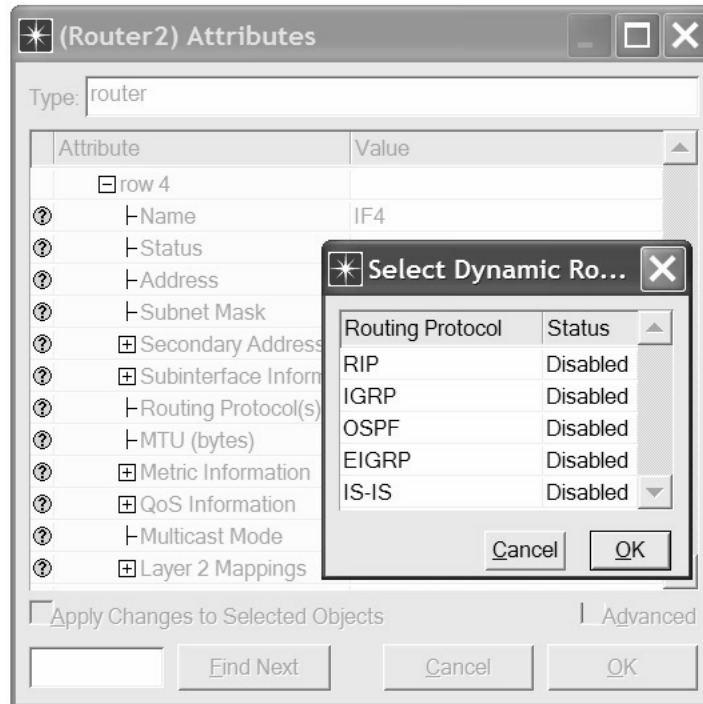 (Router2) Attributes
Type: router
Attribute Value
row 4
Name IF4
Status
Address
Subnet Mask
Secondary Address
Subinterface Inform
Routing Protocol(s)
MTU (bytes)
Metric Information
QoS Information
Multicast Mode
Layer 2 Mappings
Select Dynamic Ro...
Routing Protocol Status
RIP Disabled
IGRP Disabled
OSPF Disabled
EIGRP Disabled
IS-IS Disabled
Cancel OK
Apply Changes to Selected Objects Advanced
Find Next Cancel OK